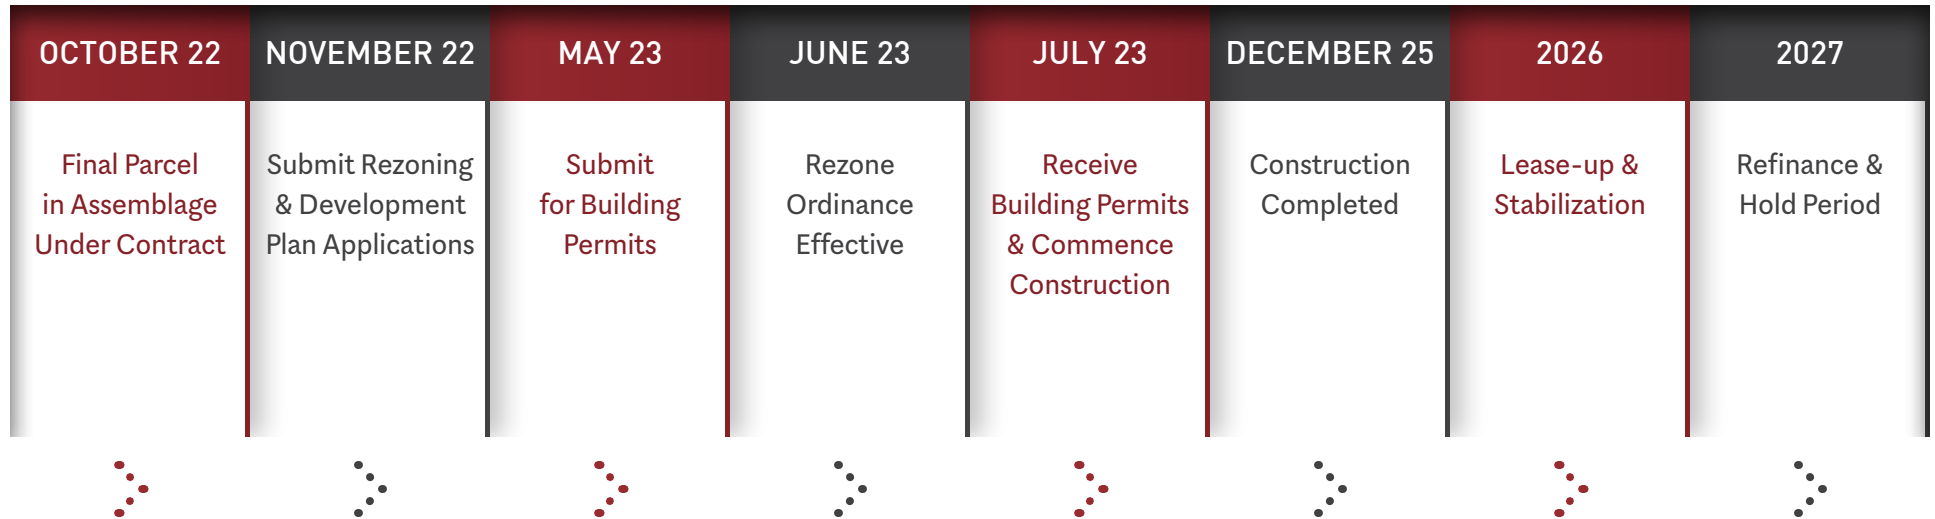 OCTOBER 22
Final Parcel
in Assemblage
Under Contract
NOVEMBER 22
Submit Rezoning
& Development
Plan Applications
MAY 23
Submit
for Building
Permits
JUNE 23
Rezone
Ordinance
Effective
JULY 23
Receive
Building Permits
& Commence
Construction
DECEMBER 25
Construction
Completed
2026
Lease-up &
Stabilization
2027
Refinance &
Hold Period